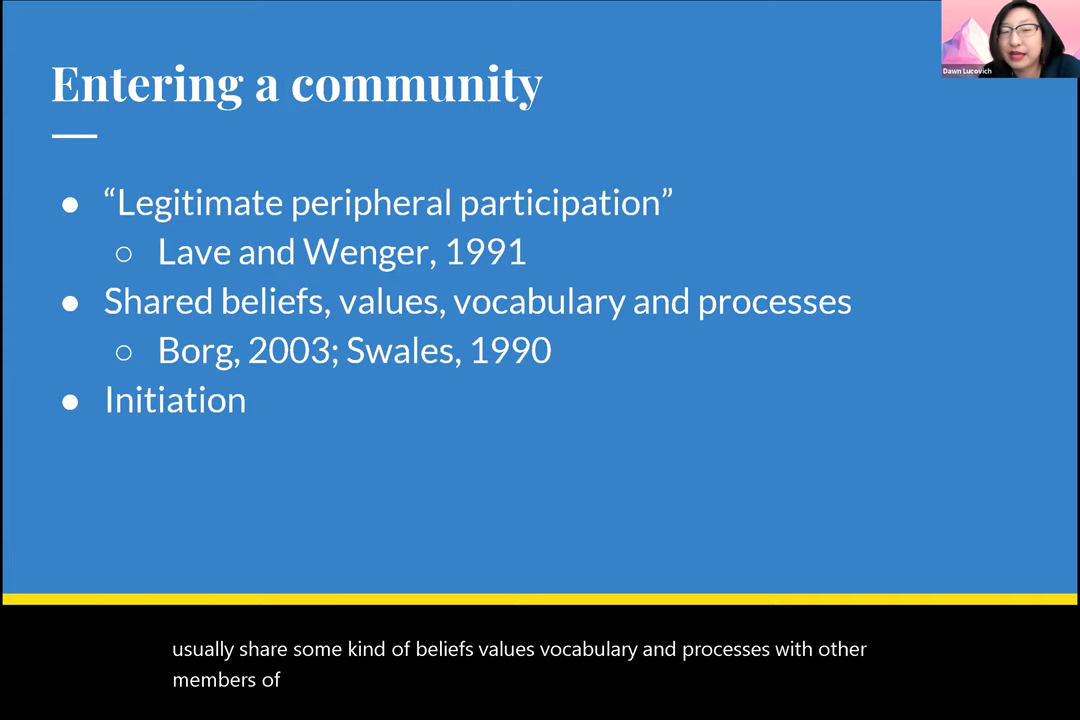 Entering a community
● “Legitimate peripheral participation”
○ Lave and Wenger, 1991
● Shared beliefs, values, vocabulary and processes
○ Borg, 2003; Swales, 1990
● Initiation
Dawn Lucovich
usually share some kind of beliefs values vocabulary and processes with other
members of